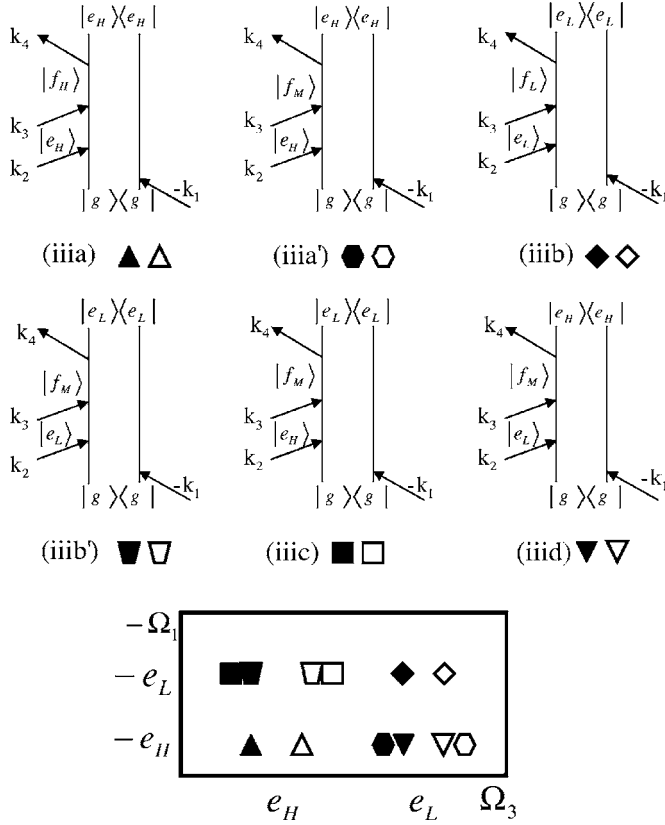 |e_H⟩⟨e_H| |e_H⟩⟨e_H| |e_L⟩⟨e_L|
k_4 k_4 k_4
|f_H⟩ |f_M⟩ |f_L⟩
k_3 |e_H⟩ k_3 |e_H⟩ k_3 |e_L⟩
k_2 -k_1 k_2 -k_1 k_2 -k_1
|g⟩⟨g| |g⟩⟨g| |g⟩⟨g|
(iiia) (iiia') (iiib)
|e_L⟩⟨e_L| |e_L⟩⟨e_L| |e_H⟩⟨e_H|
k_4 k_4 k_4
|f_M⟩ |f_M⟩ |f_M⟩
k_3 |e_L⟩ k_3 |e_H⟩ k_3 |e_L⟩
k_2 -k_1 k_2 -k_1 k_2 -k_1
|g⟩⟨g| |g⟩⟨g| |g⟩⟨g|
(iiib') (iiic) (iiid)
-Ω_1
-e_L
-e_H
e_H e_L Ω_3